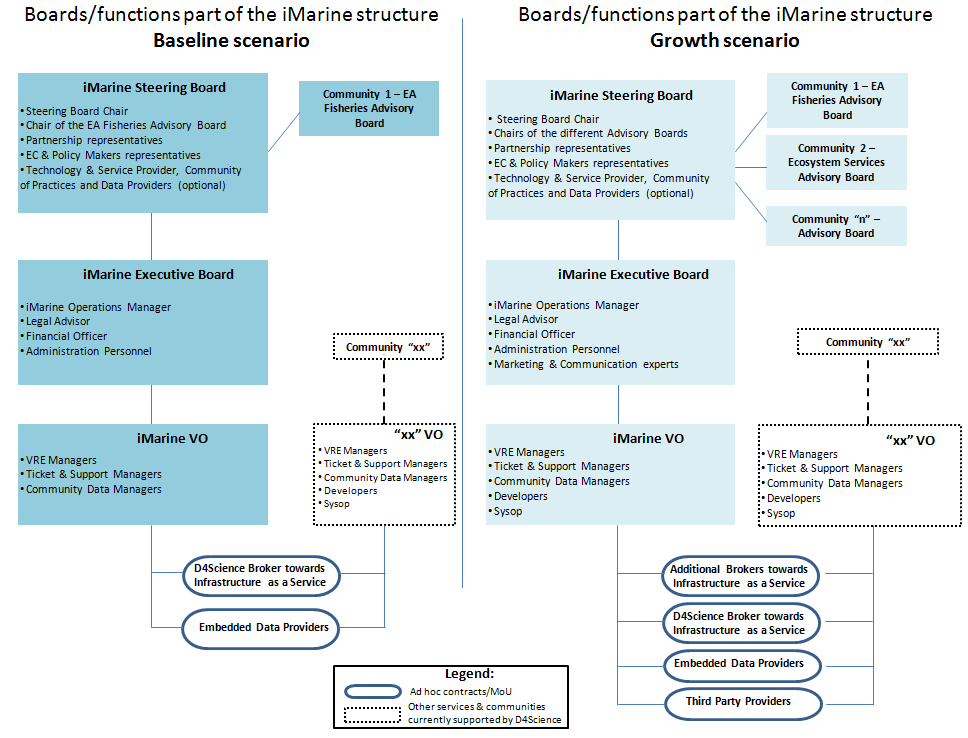 Boards/functions part of the iMarine structure
Baseline scenario
iMarine Steering Board
•Steering Board Chair
•Chair of the EA Fisheries Advisory Board
•Partnership representatives
•EC & Policy Makers representatives
•Technology & Service Provider, Community
of Practices and Data Providers (optional)
Community 1 – EA
Fisheries Advisory
Board
iMarine Executive Board
•iMarine Operations Manager
•Legal Advisor
•Financial Officer
•Administration Personnel
Community “xx”
iMarine VO
•VRE Managers
•Ticket & Support Managers
•Community Data Managers
“xx” VO
•VRE Managers
•Ticket & Support Managers
•Community Data Managers
•Developers
•Sysop
D4Science Broker towards
Infrastructure as a Service
Embedded Data Providers
Boards/functions part of the iMarine structure
Growth scenario
iMarine Steering Board
• Steering Board Chair
•Chairs of the different Advisory Boards
•Partnership representatives
•EC & Policy Makers representatives
•Technology & Service Provider, Community
of Practices and Data Providers (optional)
Community 1 – EA
Fisheries Advisory
Board
Community 2 –
Ecosystem Services
Advisory Board
Community “n” –
Advisory Board
iMarine Executive Board
•iMarine Operations Manager
•Legal Advisor
•Financial Officer
•Administration Personnel
•Marketing & Communication experts
Community “xx”
iMarine VO
•VRE Managers
•Ticket & Support Managers
•Community Data Managers
•Developers
•Sysop
“xx” VO
•VRE Managers
•Ticket & Support Managers
•Community Data Managers
•Developers
•Sysop
Additional Brokers towards
Infrastructure as a Service
D4Science Broker towards
Infrastructure as a Service
Embedded Data Providers
Third Party Providers
Legend:
Ad hoc contracts/MoU
Other services & communities
currently supported by D4Science